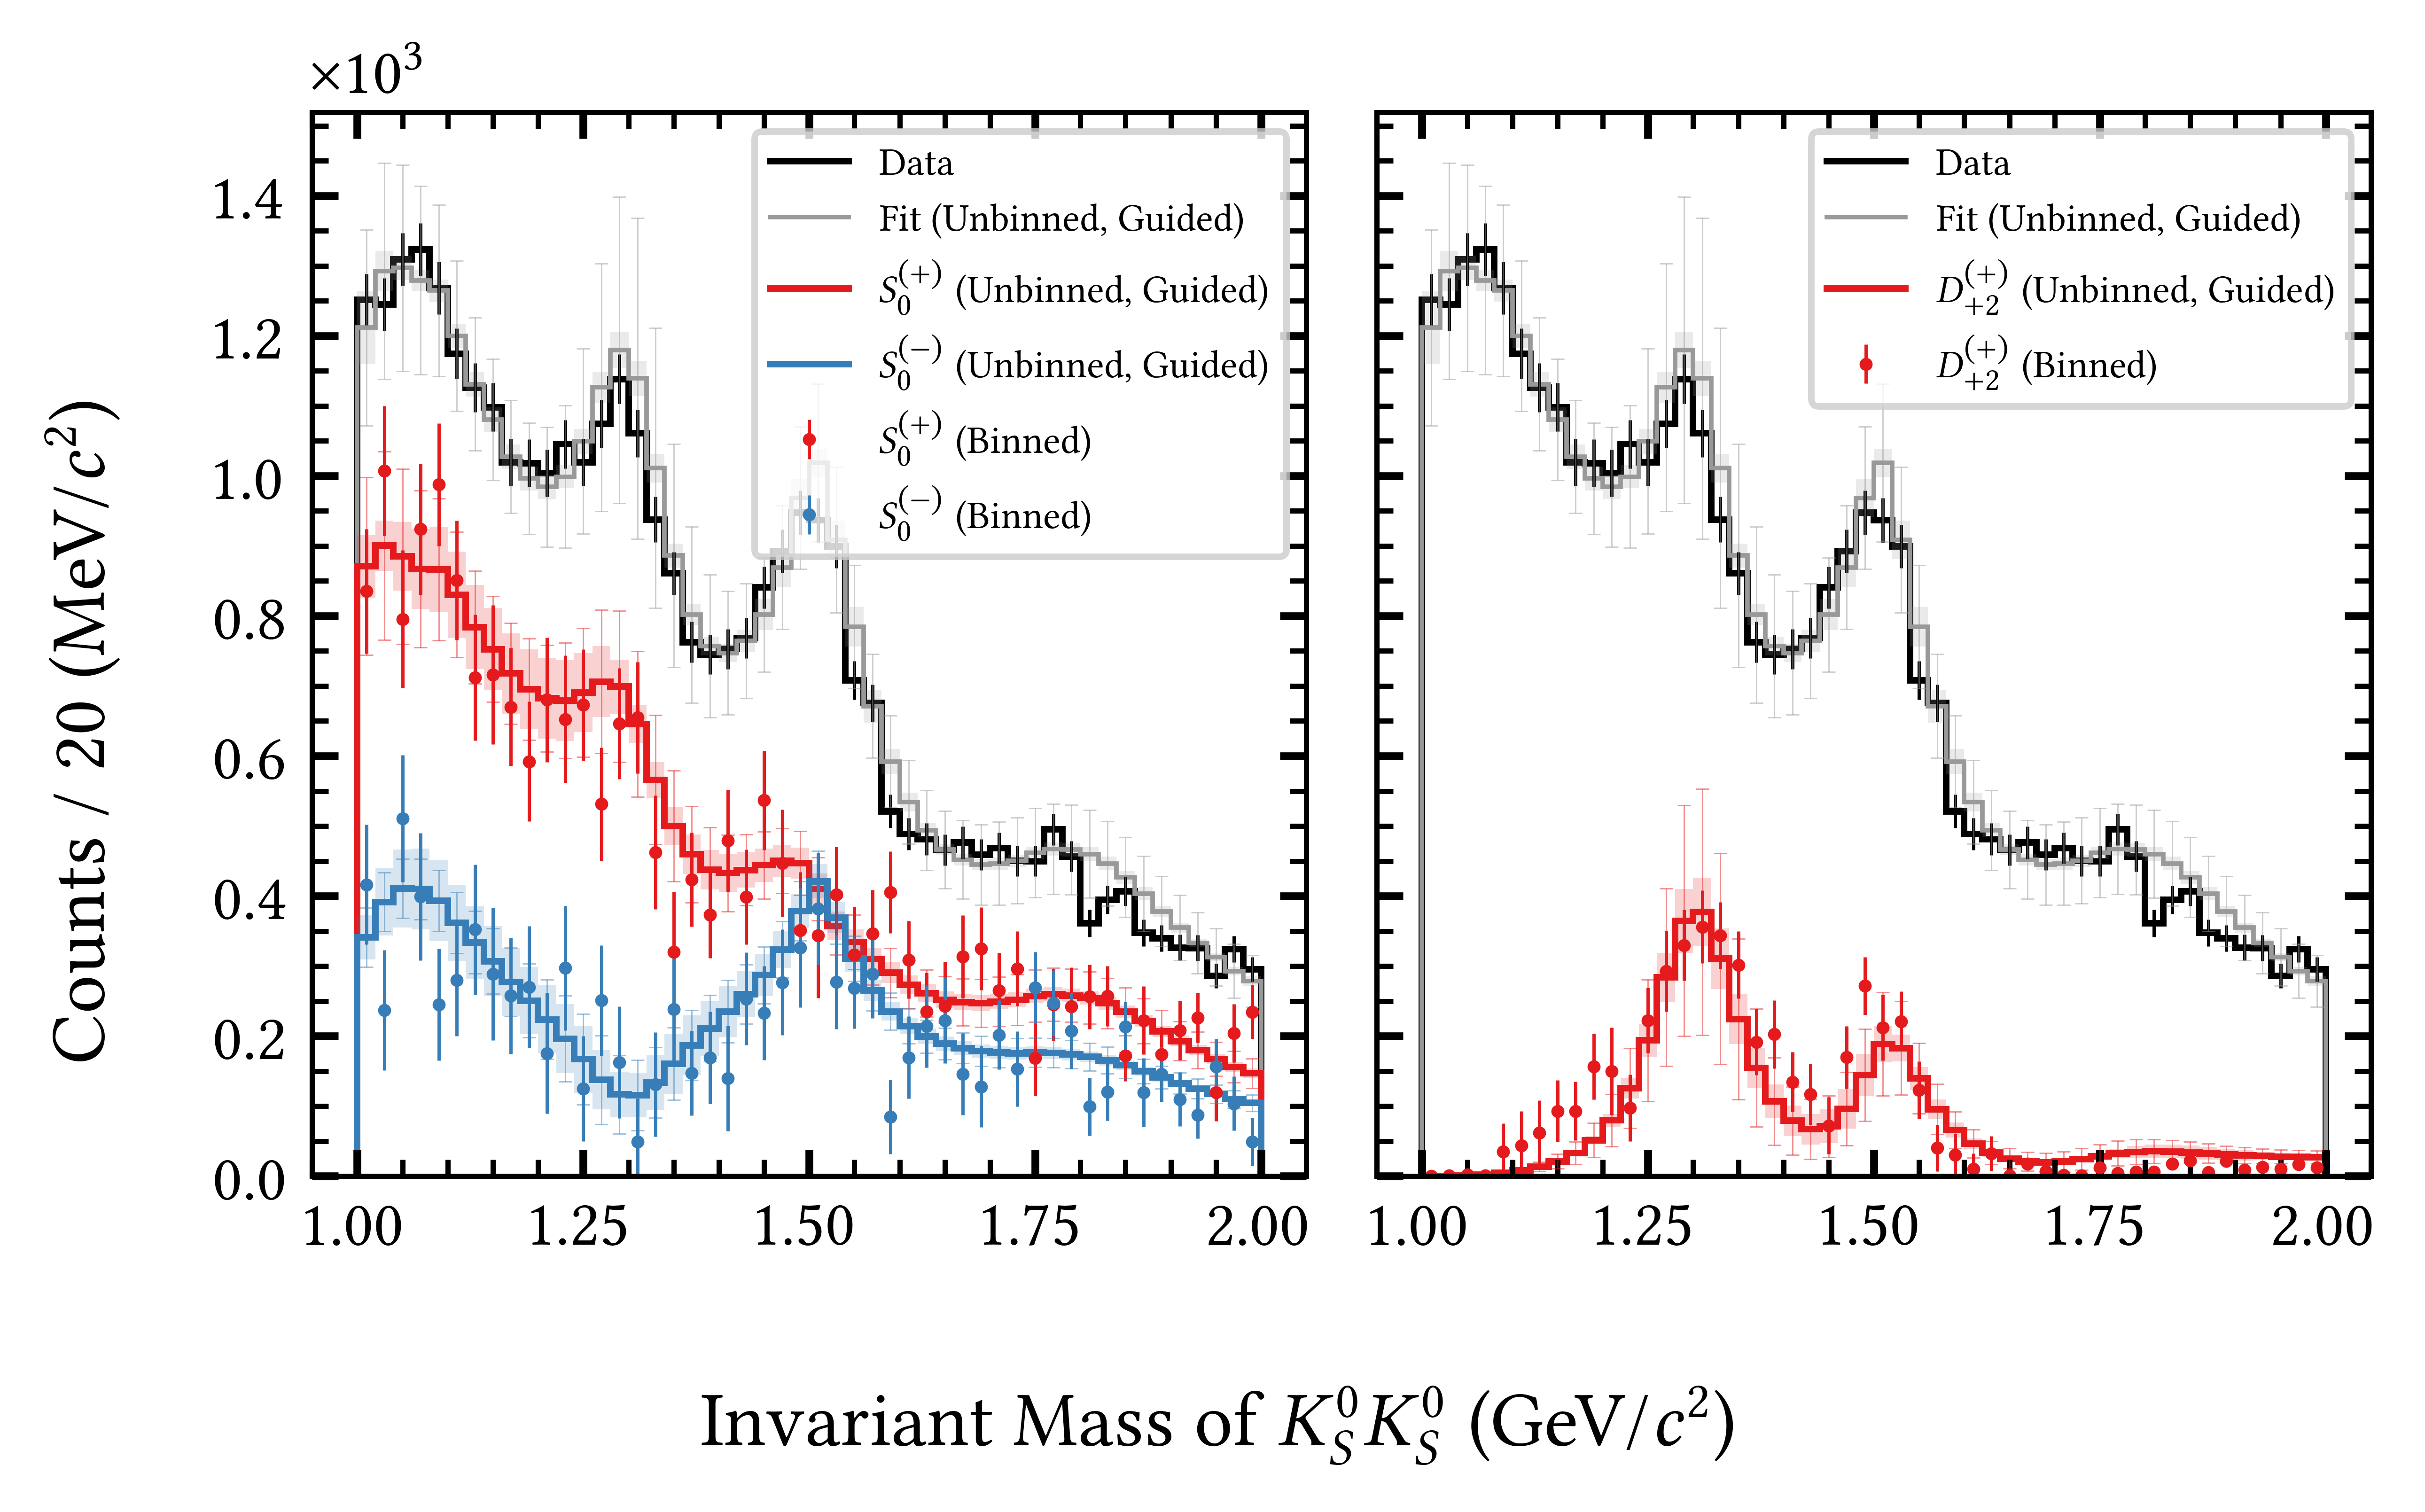 ×10³
Counts / 20 (MeV/c²)
1.4
1.2
1.0
0.8
0.6
0.4
0.2
0.0
Data
Fit (Unbinned, Guided)
S₀⁽⁺⁾ (Unbinned, Guided)
S₀⁽⁻⁾ (Unbinned, Guided)
S₀⁽⁺⁾ (Binned)
S₀⁽⁻⁾ (Binned)
1.00 1.25 1.50 1.75 2.00
Data
Fit (Unbinned, Guided)
D₊₂⁽⁺⁾ (Unbinned, Guided)
D₊₂⁽⁺⁾ (Binned)
1.00 1.25 1.50 1.75 2.00
Invariant Mass of K_S⁰K_S⁰ (GeV/c²)